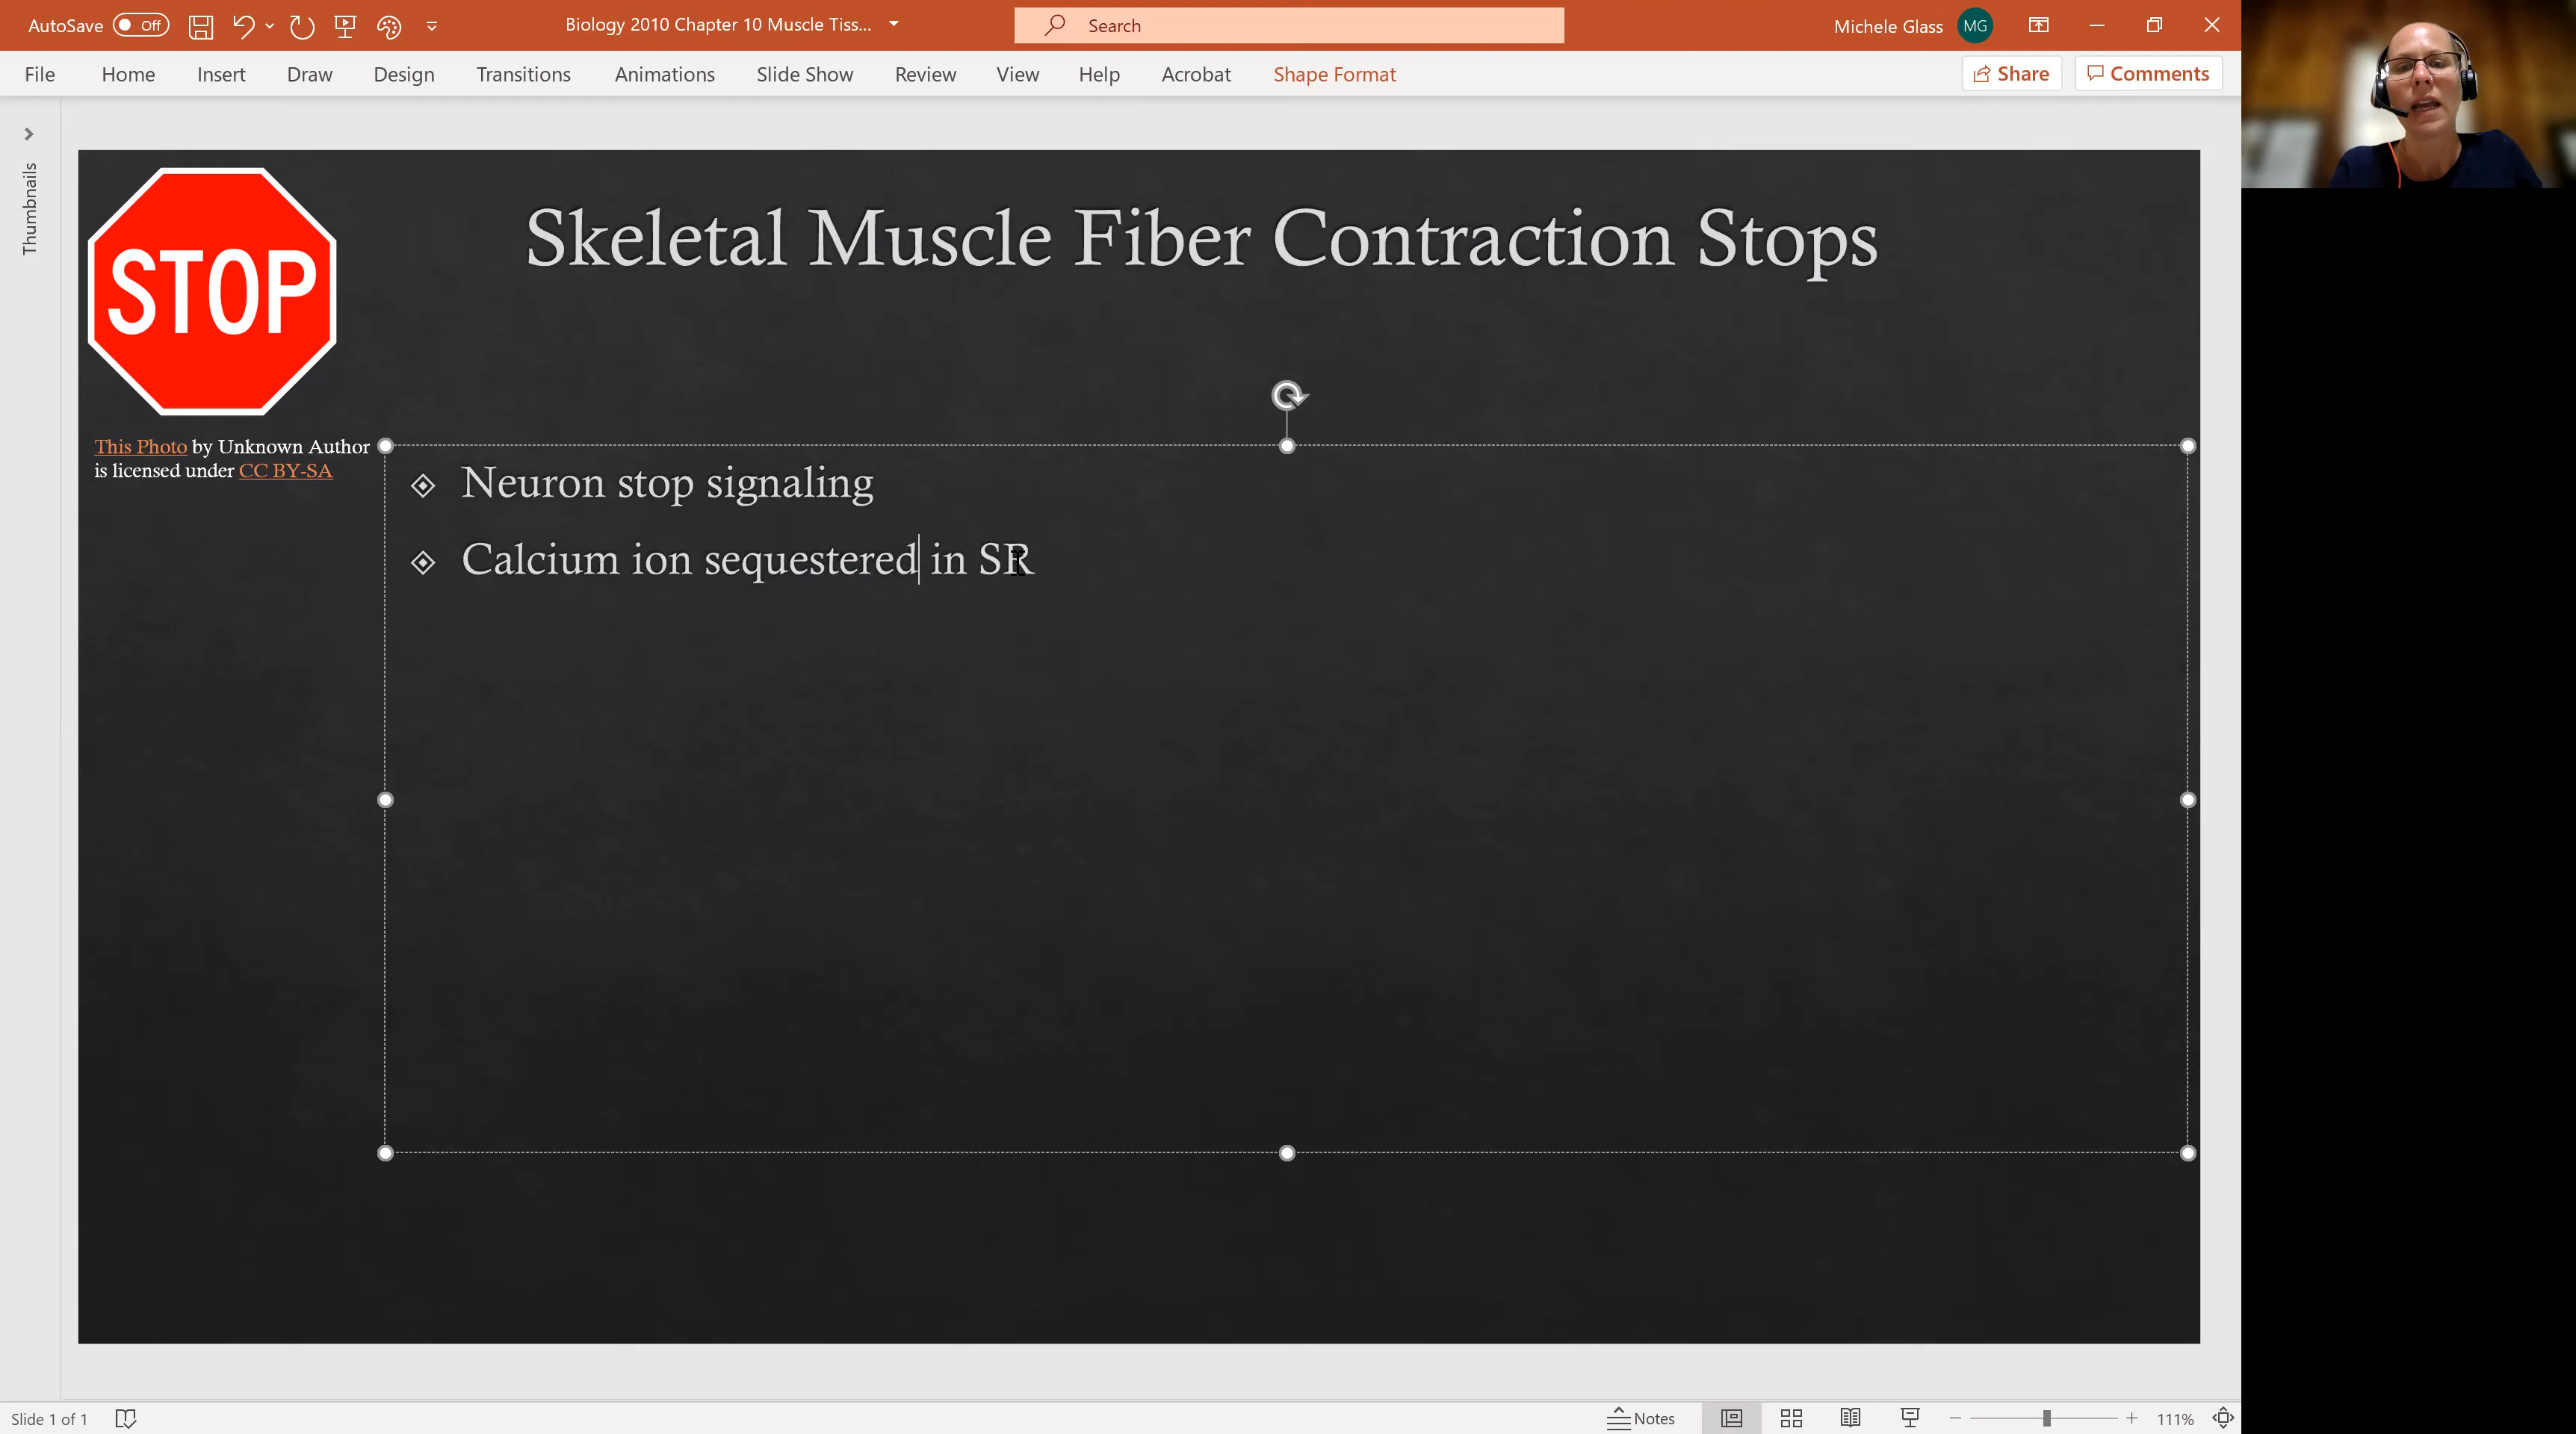 AutoSave Off
Biology 2010 Chapter 10 Muscle Tiss...
Search
Michele Glass MG
File Home Insert Draw Design Transitions Animations Slide Show Review View Help Acrobat Shape Format
Share Comments
Thumbnails
STOP
Skeletal Muscle Fiber Contraction Stops
This Photo by Unknown Author
is licensed under CC BY-SA
Neuron stop signaling
Calcium ion sequestered in SR
Slide 1 of 1
Notes
111%